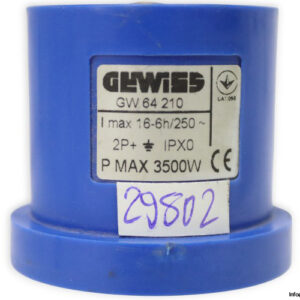 GEWISS
GW 64 210
I max 16-6h/250 ~
2P+ ⏚ IPX0
P MAX 3500W CE
29802